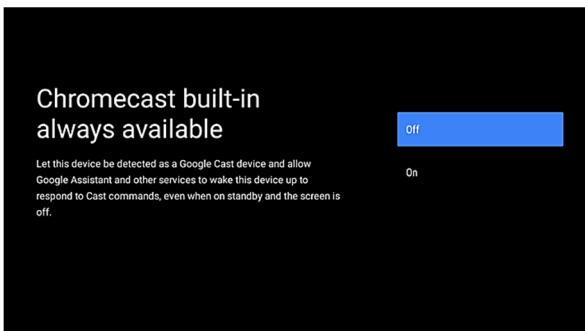 Chromecast built-in
always available
Let this device be detected as a Google Cast device and allow
Google Assistant and other services to wake this device up to
respond to Cast commands, even when on standby and the screen is
off.
Off
On